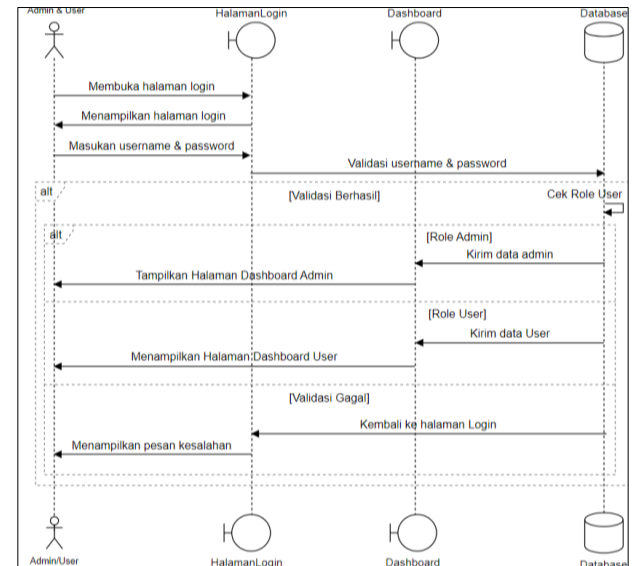 Admin & User
HalamanLogin
Dashboard
Database
Membuka halaman login
Menampilkan halaman login
Masukan username & password
Validasi username & password
alt
[Validasi Berhasil]
Cek Role User
alt
[Role Admin]
Kirim data admin
Tampilkan Halaman Dashboard Admin
[Role User]
Kirim data User
Menampilkan Halaman Dashboard User
[Validasi Gagal]
Kembali ke halaman Login
Menampilkan pesan kesalahan
Admin/User
HalamanLogin
Dashboard
Database